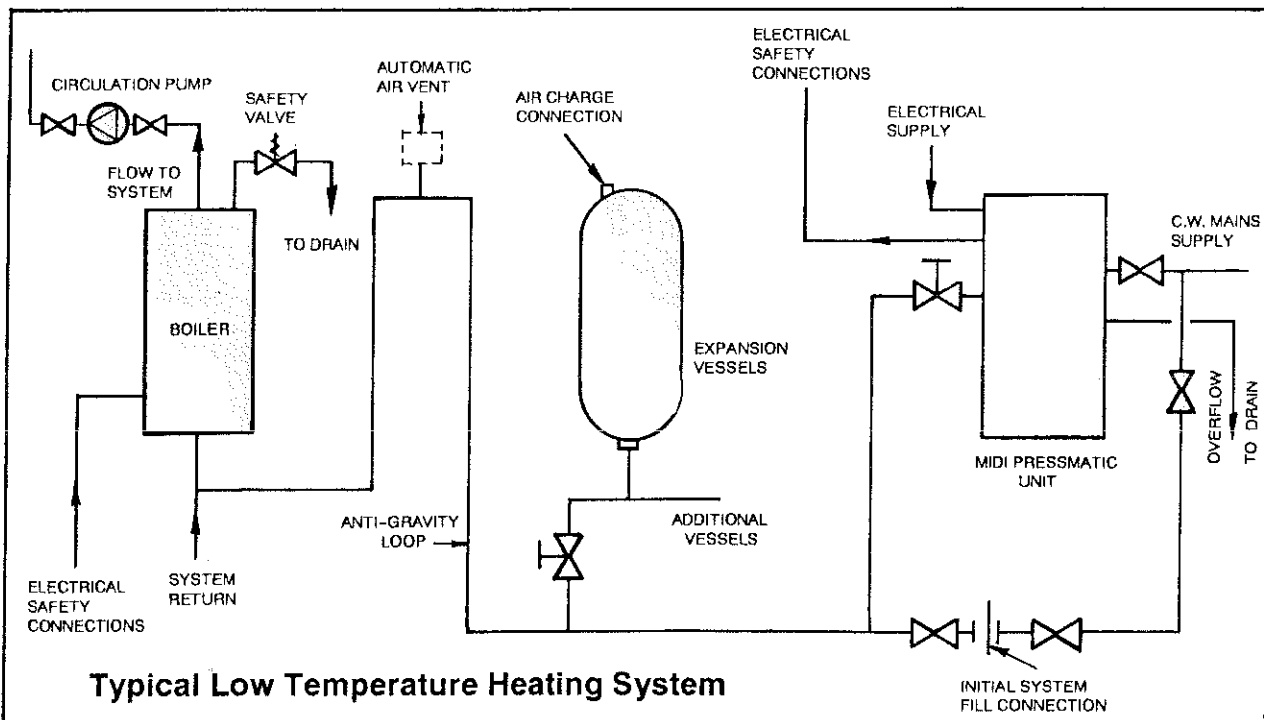 CIRCULATION PUMP
SAFETY
VALVE
FLOW TO
SYSTEM
TO DRAIN
BOILER
ELECTRICAL
SAFETY
CONNECTIONS
SYSTEM
RETURN
AUTOMATIC
AIR VENT
ANTI-GRAVITY
LOOP
AIR CHARGE
CONNECTION
EXPANSION
VESSELS
ADDITIONAL
VESSELS
ELECTRICAL
SAFETY
CONNECTIONS
ELECTRICAL
SUPPLY
C.W. MAINS
SUPPLY
MIDI PRESSMATIC
UNIT
OVERFLOW
TO DRAIN
INITIAL SYSTEM
FILL CONNECTION
Typical Low Temperature Heating System